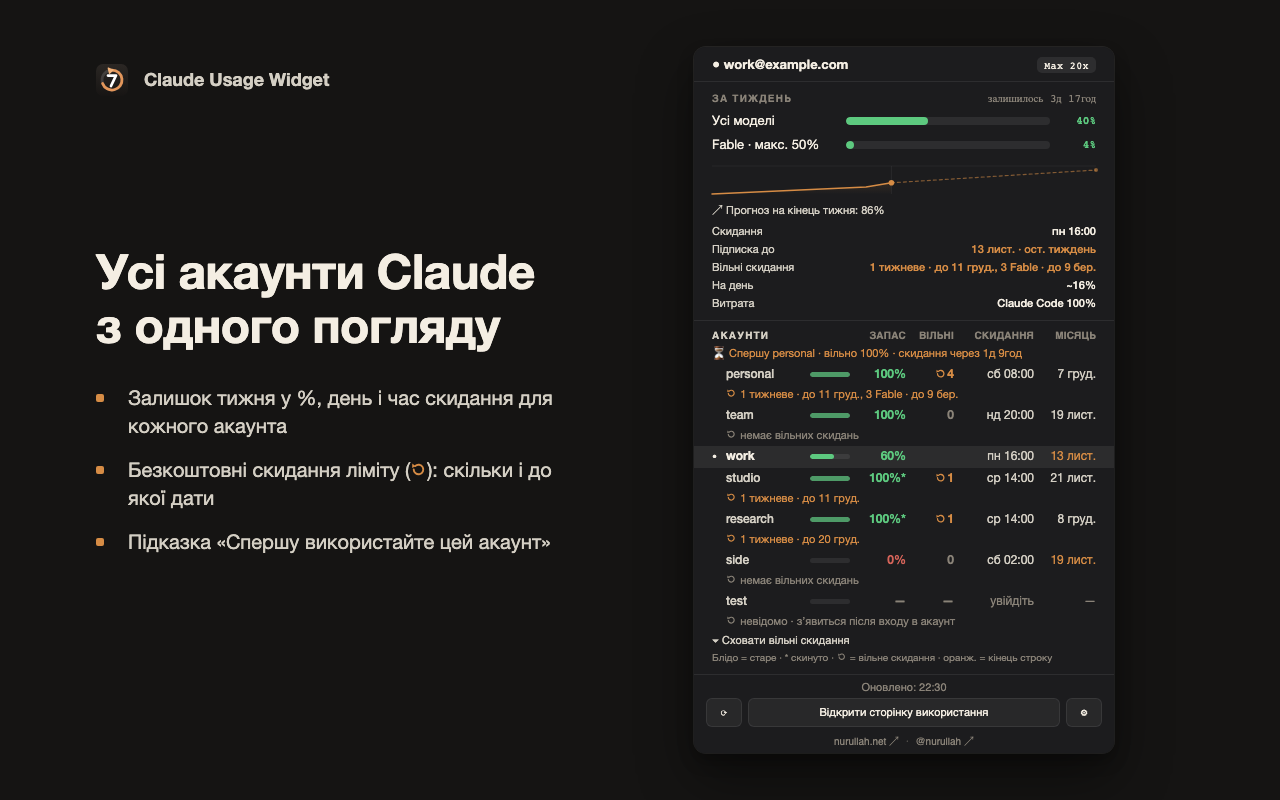 7 Claude Usage Widget
Усі акаунти Claude
з одного погляду
Залишок тижня у %, день і час скидання для
кожного акаунта
Безкоштовні скидання ліміту (): скільки і до
якої дати
Підказка «Спершу використайте цей акаунт»
• work@example.com Max 20x
ЗА ТИЖДЕНЬ залишилось 3д 17год
Усі моделі 40%
Fable · макс. 50% 4%
↗ Прогноз на кінець тижня: 86%
Скидання пн 16:00
Підписка до 13 лист. · ост. тиждень
Вільні скидання 1 тижневе · до 11 груд., 3 Fable · до 9 бер.
На день ~16%
Витрата Claude Code 100%
АКАУНТИ ЗАПАС ВІЛЬНІ СКИДАННЯ МІСЯЦЬ
⏳ Спершу personal · вільно 100% · скидання через 1д 9год
personal 100% 4 сб 08:00 7 груд.
1 тижневе · до 11 груд., 3 Fable · до 9 бер.
team 100% 0 нд 20:00 19 лист.
немає вільних скидань
• work 60% пн 16:00 13 лист.
studio 100%* 1 ср 14:00 21 лист.
1 тижневе · до 11 груд.
research 100%* 1 ср 14:00 8 груд.
1 тижневе · до 20 груд.
side 0% 0 сб 02:00 19 лист.
немає вільних скидань
test — — увійдіть —
невідомо · з’явиться після входу в акаунт
Сховати вільні скидання
Блідо = старе · * скинуто · = вільне скидання · оранж. = кінець строку
Оновлено: 22:30
Відкрити сторінку використання
nurullah.net ↗ · @nurullah ↗